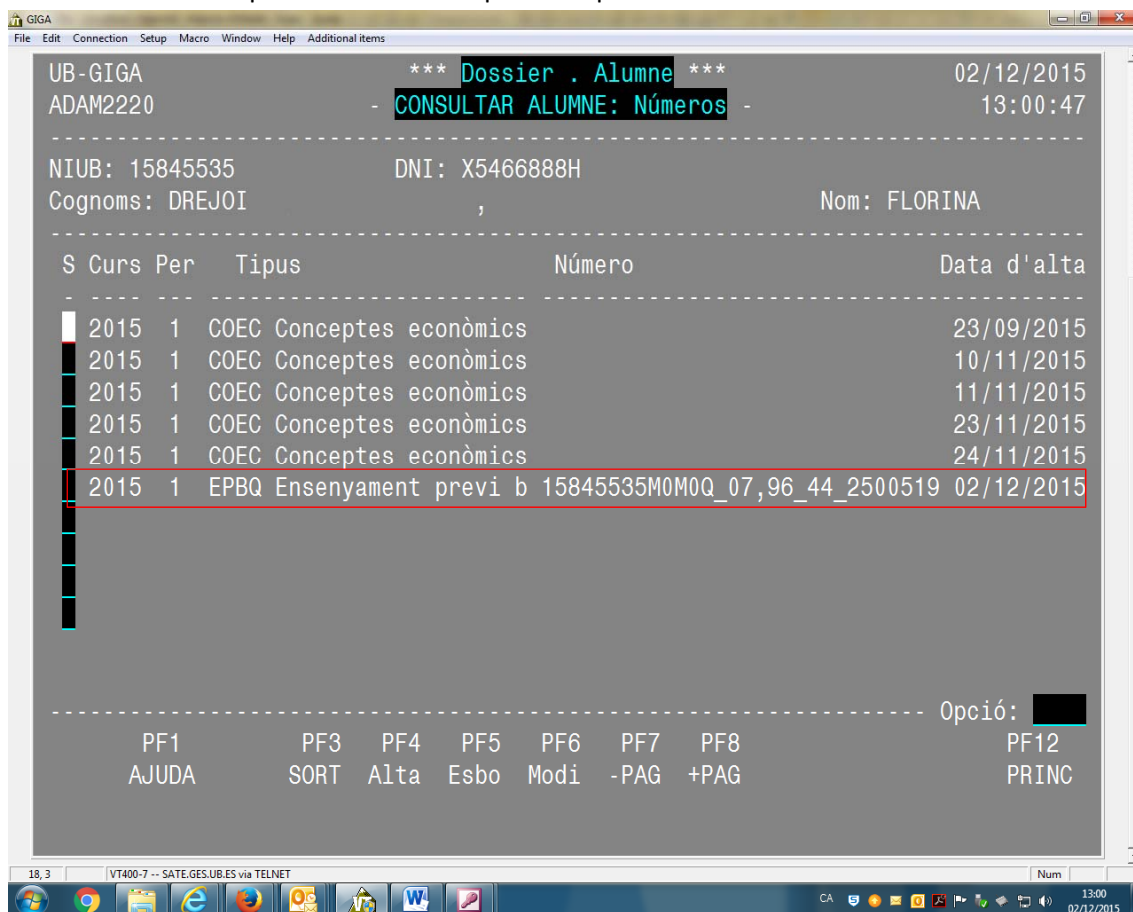 GIGA
File Edit Connection Setup Macro Window Help Additional items
UB-GIGA *** Dossier . Alumne *** 02/12/2015
ADAM2220 - CONSULTAR ALUMNE: Números - 13:00:47
NIUB: 15845535 DNI: X5466888H
Cognoms: DREJOI , Nom: FLORINA
S Curs Per Tipus Número Data d'alta
2015 1 COEC Conceptes econòmics 23/09/2015
2015 1 COEC Conceptes econòmics 10/11/2015
2015 1 COEC Conceptes econòmics 11/11/2015
2015 1 COEC Conceptes econòmics 23/11/2015
2015 1 COEC Conceptes econòmics 24/11/2015
2015 1 EPBQ Ensenyament previ b 15845535M0M0Q_07,96_44_2500519 02/12/2015
Opció:
PF1 PF3 PF4 PF5 PF6 PF7 PF8 PF12
AJUDA SORT Alta Esbo Modi -PAG +PAG PRINC
18, 3 VT400-7 -- SATE.GES.UB.ES via TELNET Num
CA 13:00
02/12/2015